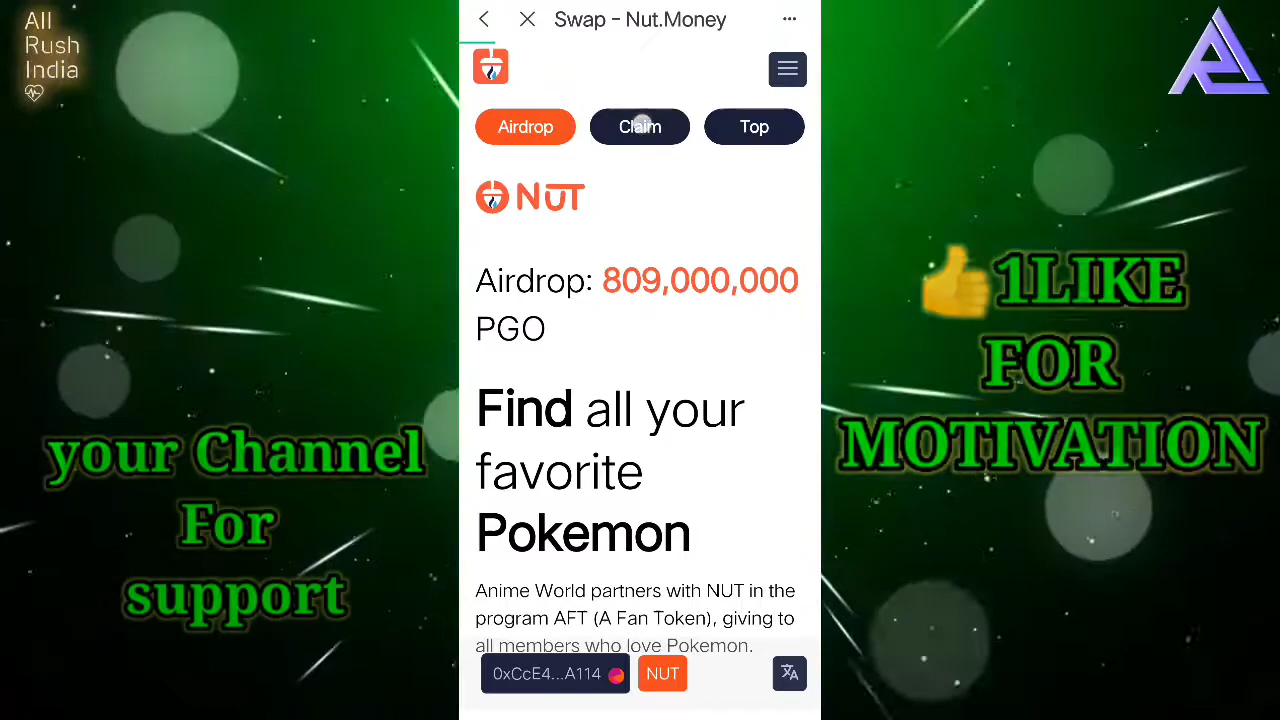 All
Rush
India
your Channel
For
support
Swap - Nut.Money
Airdrop
Claim
Top
NUT
Airdrop: 809,000,000
PGO
Find all your
favorite
Pokemon
Anime World partners with NUT in the
program AFT (A Fan Token), giving to
all members who love Pokemon.
0xCcE4...A114
NUT
👍1LIKE
FOR
MOTIVATION